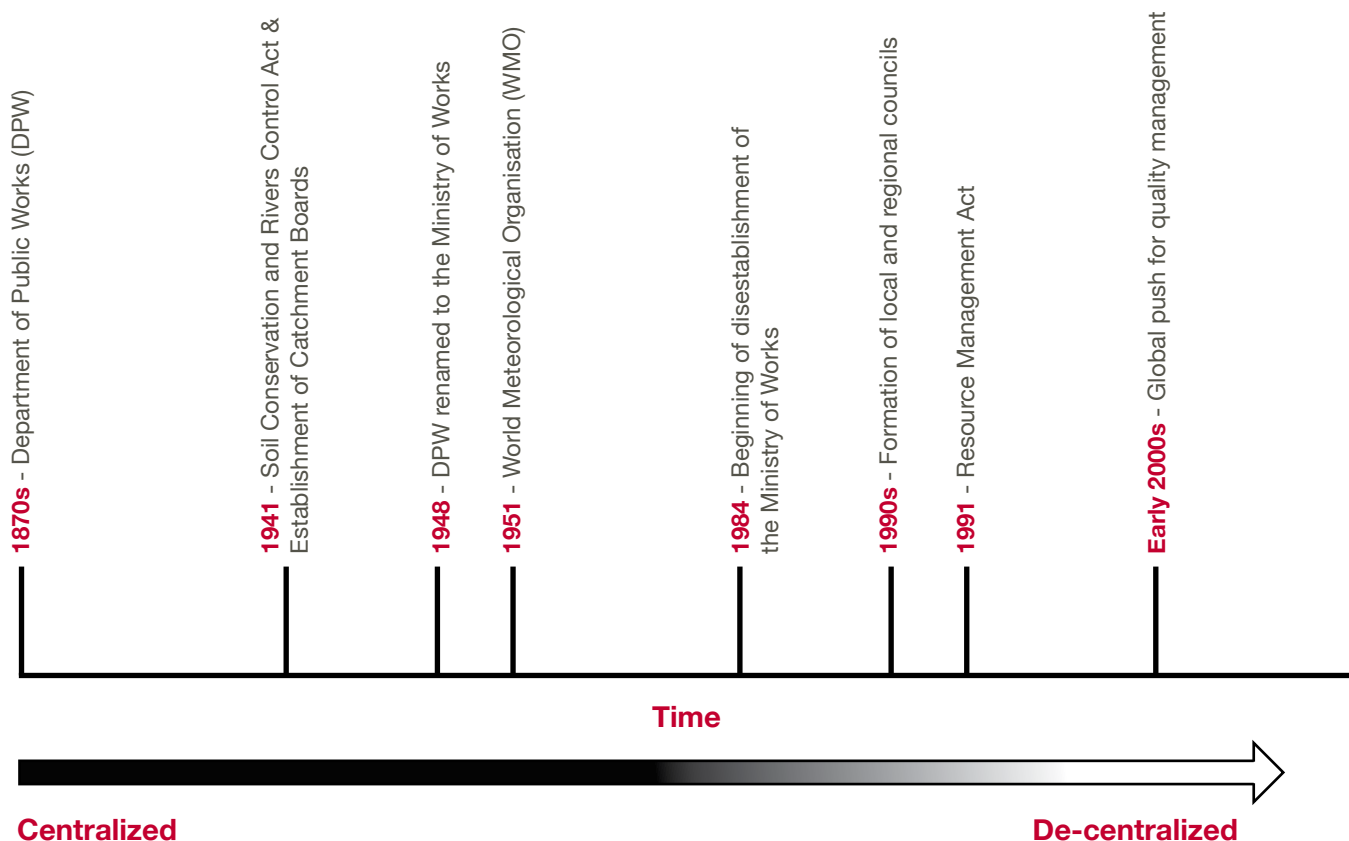 1870s - Department of Public Works (DPW)
1941 - Soil Conservation and Rivers Control Act &
Establishment of Catchment Boards
1948 - DPW renamed to the Ministry of Works
1951 - World Meteorological Organisation (WMO)
1984 - Beginning of disestablishment of
the Ministry of Works
1990s - Formation of local and regional councils
1991 - Resource Management Act
Early 2000s - Global push for quality management
Time
Centralized
De-centralized